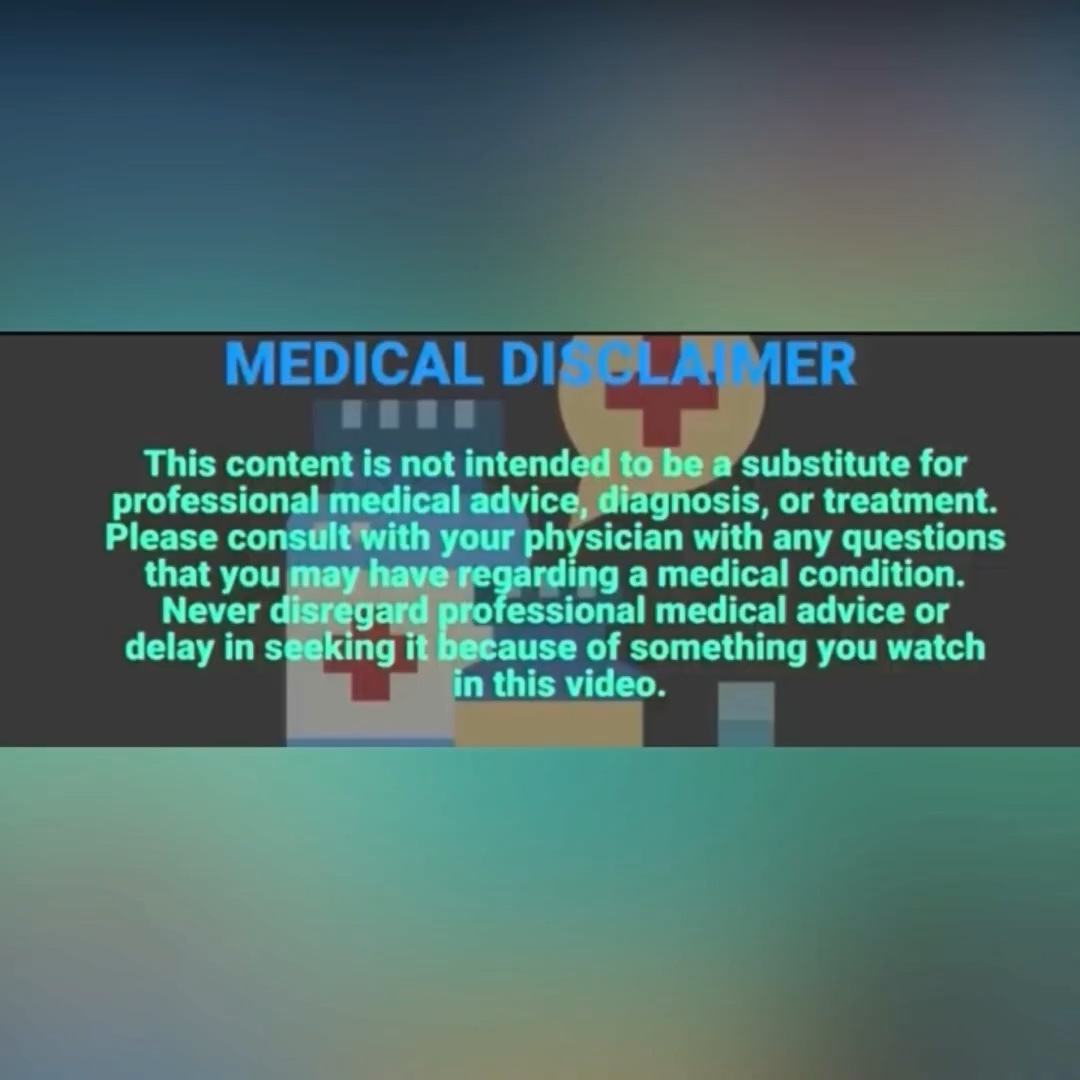 MEDICAL DISCLAIMER
This content is not intended to be a substitute for
professional medical advice, diagnosis, or treatment.
Please consult with your physician with any questions
that you may have regarding a medical condition.
Never disregard professional medical advice or
delay in seeking it because of something you watch
in this video.